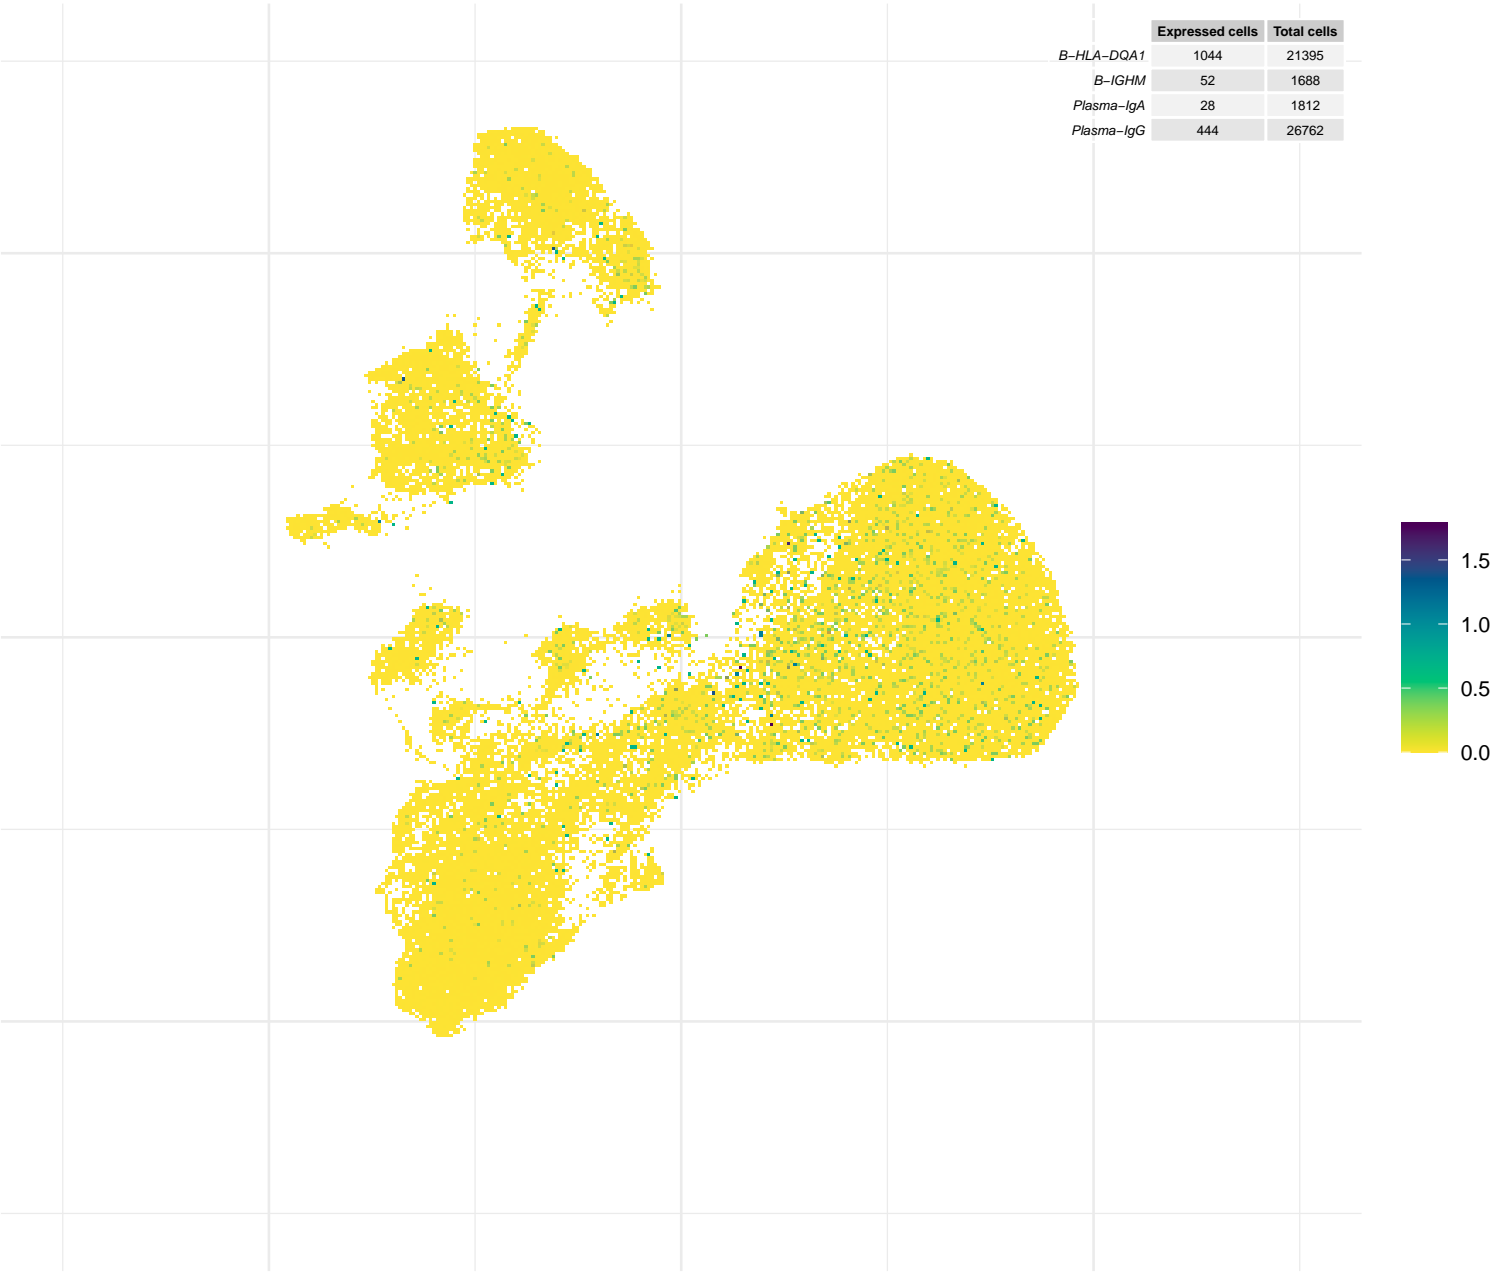 Expressed cells Total cells
B−HLA−DQA1 1044 21395
B−IGHM 52 1688
Plasma−IgA 28 1812
Plasma−IgG 444 26762
1.5
1.0
0.5
0.0